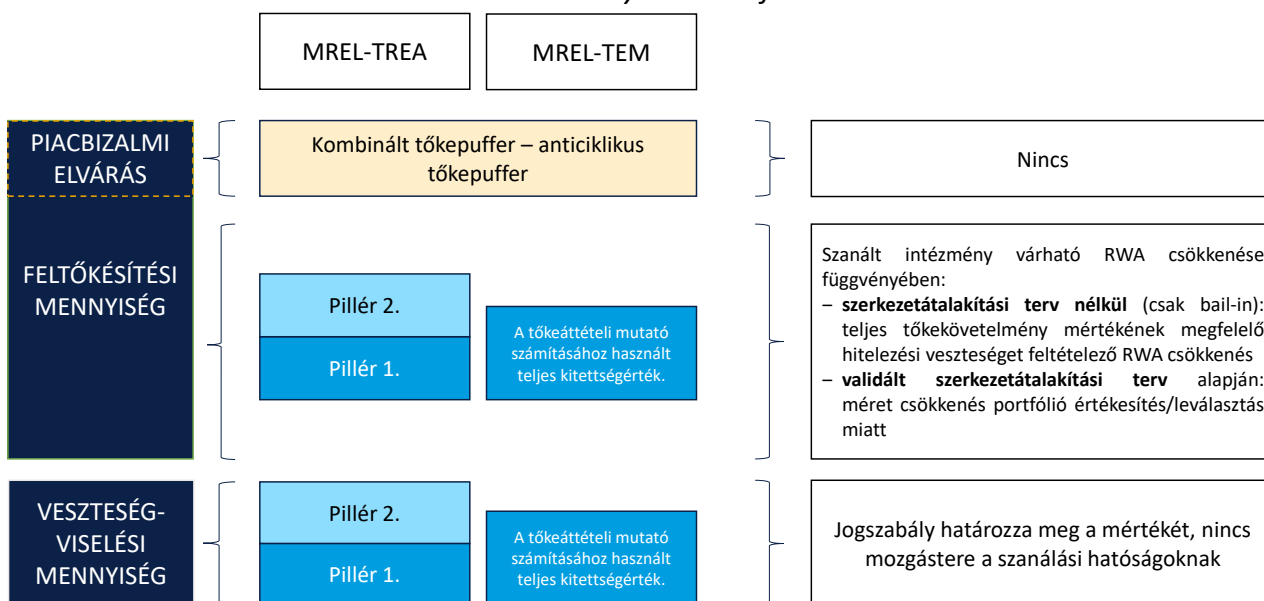 MREL-TREA
MREL-TEM
PIACBIZALMI
ELVÁRÁS
Kombinált tőkepuffer – anticiklikus
tőkepuffer
Nincs
FELTŐKÉSÍTÉSI
MENNYISÉG
Pillér 2.
Pillér 1.
A tőkeáttételi mutató
számításához használt
teljes kitettségérték.
Szanált intézmény várható RWA csökkenése
függvényében:
– szerkezetátalakítási terv nélkül (csak bail-in):
teljes tőkekövetelmény mértékének megfelelő
hitelezési veszteséget feltételező RWA csökkenés
– validált szerkezetátalakítási terv alapján:
méret csökkenés portfólió értékesítés/leválasztás
miatt
VESZTESÉG-
VISELÉSI
MENNYISÉG
Pillér 2.
Pillér 1.
A tőkeáttételi mutató
számításához használt
teljes kitettségérték.
Jogszabály határozza meg a mértékét, nincs
mozgástere a szanálási hatóságoknak